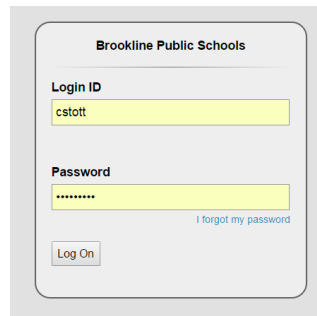 Brookline Public Schools
Login ID
cstott
Password
•••••••••
I forgot my password
Log On